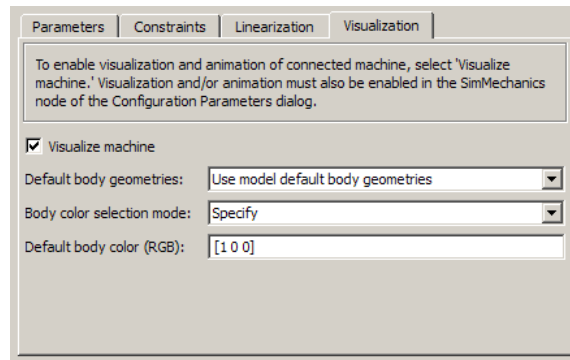 Parameters Constraints Linearization Visualization
To enable visualization and animation of connected machine, select 'Visualize
machine.' Visualization and/or animation must also be enabled in the SimMechanics
node of the Configuration Parameters dialog.
Visualize machine
Default body geometries: Use model default body geometries
Body color selection mode: Specify
Default body color (RGB): [1 0 0]